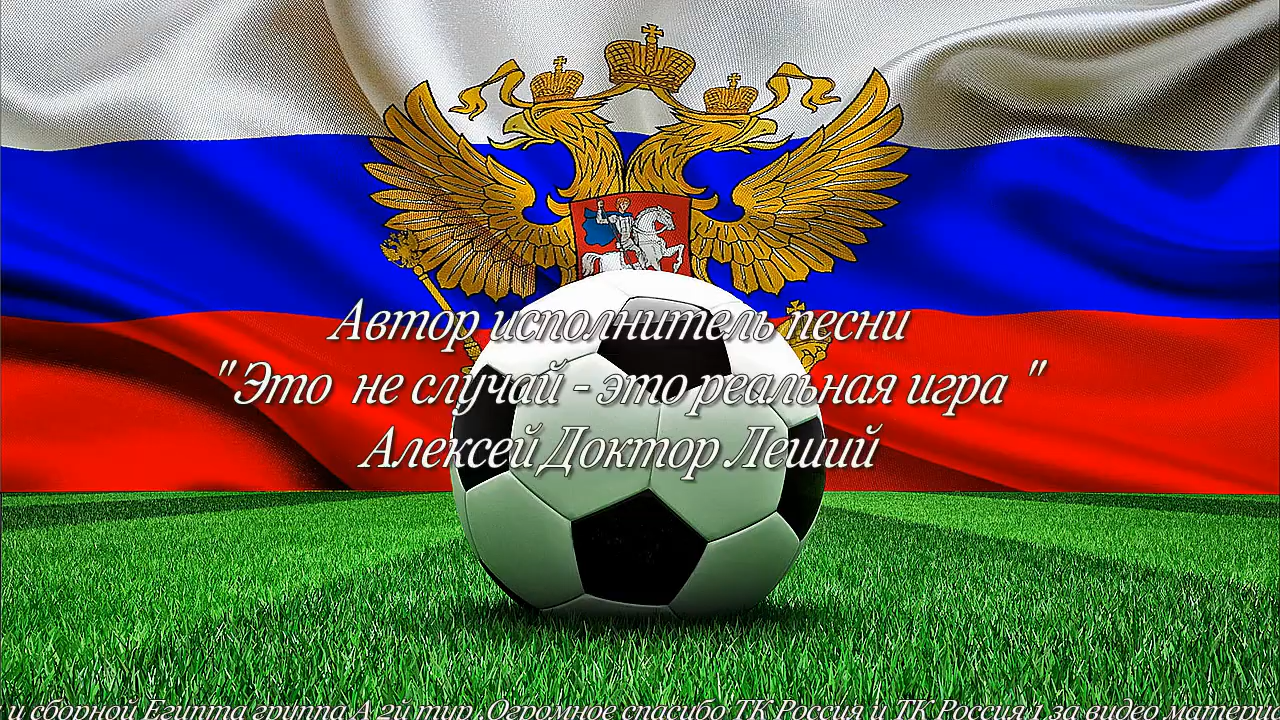 Автор исполнитель песни
" Это не случай - это реальная игра "
Алексей Доктор Леший
и сборной Египта группа А 2й тур .Огромное спасибо ТК Россия и ТК Россия 1 за видео матери